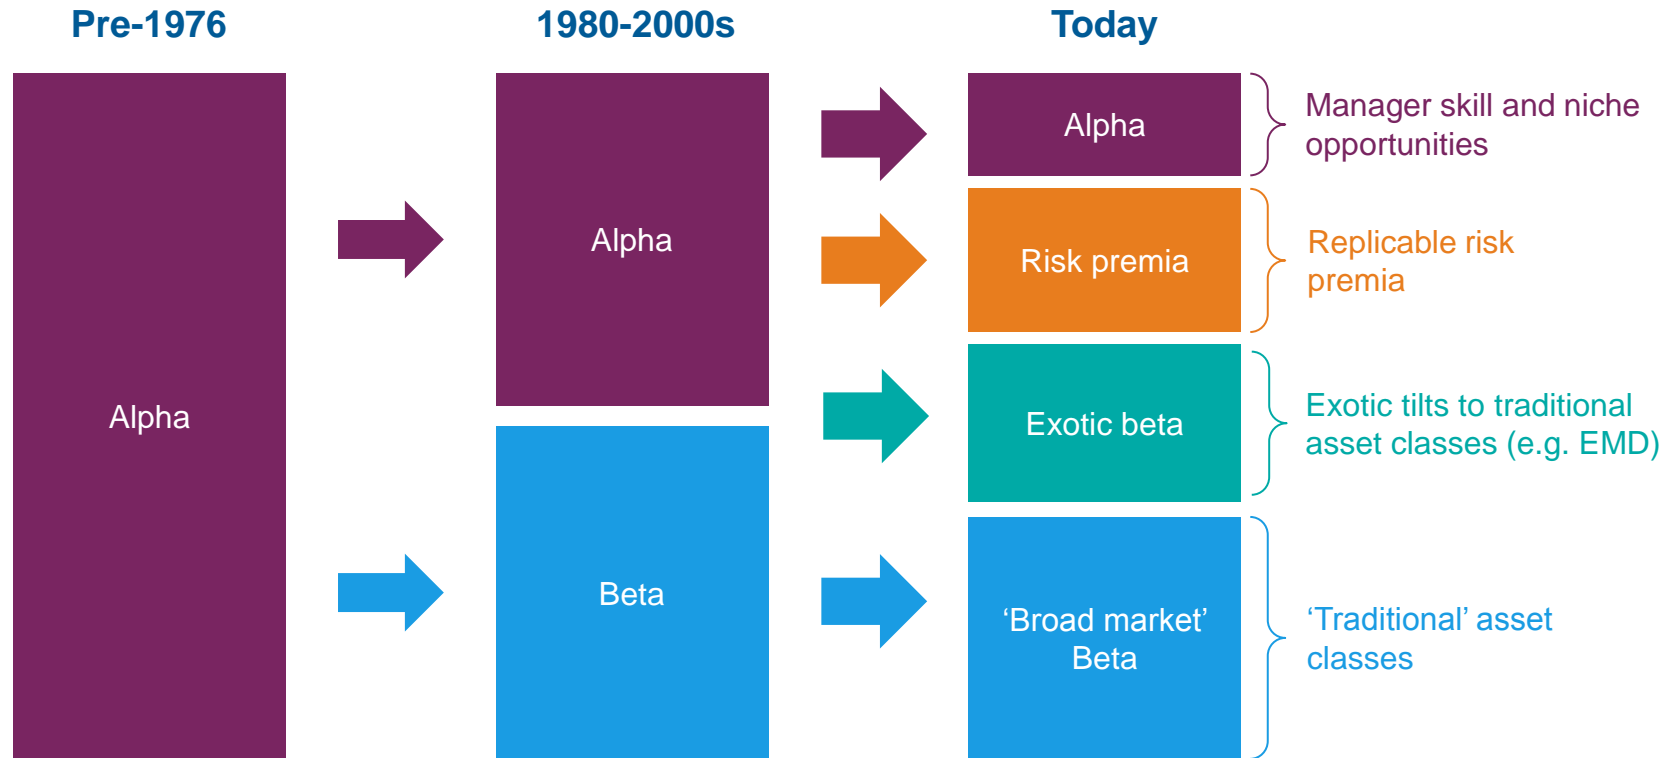 Pre-1976
1980-2000s
Today
Alpha
Alpha
Beta
Alpha
Manager skill and niche
opportunities
Risk premia
Replicable risk
premia
Exotic beta
Exotic tilts to traditional
asset classes (e.g. EMD)
‘Broad market’
Beta
‘Traditional’ asset
classes